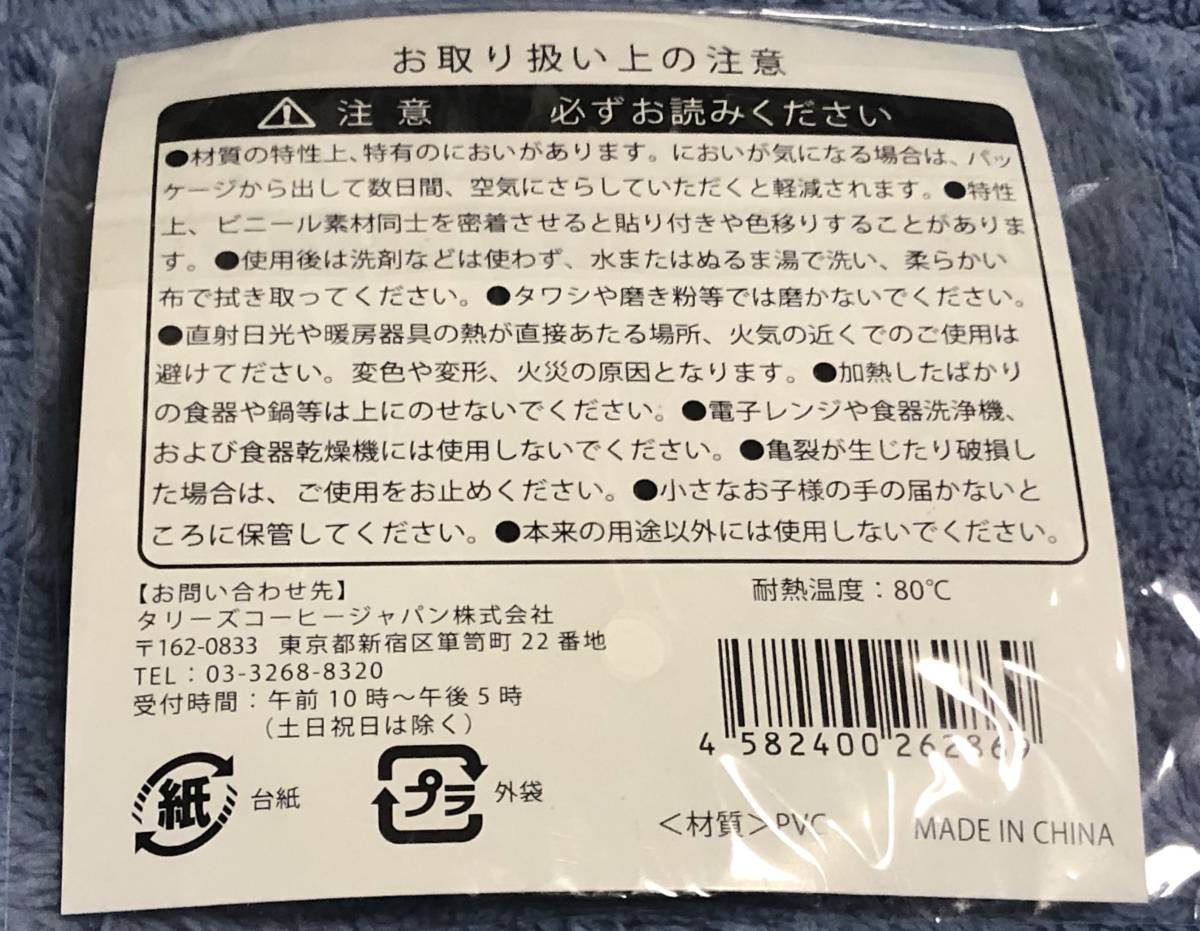 お取り扱い上の注意
注意 必ずお読みください
●材質の特性上、特有のにおいがあります。においが気になる場合は、パッ
ケージから出して数日間、空気にさらしていただくと軽減されます。●特性
上、ビニール素材同士を密着させると貼り付きや色移りすることがありま
す。●使用後は洗剤などは使わず、水またはぬるま湯で洗い、柔らかい
布で拭き取ってください。●タワシや磨き粉等では磨かないでください。
●直射日光や暖房器具の熱が直接あたる場所、火気の近くでのご使用は
避けてださい。変色や変形、火災の原因となります。●加熱したばかり
の食器や鍋等は上にのせないでください。●電子レンジや食器洗浄機、
および食器乾燥機には使用しないでください。●亀裂が生じたり破損し
た場合は、ご使用をお止めください。●小さなお子様の手の届かないと
ころに保管してください。●本来の用途以外には使用しないでください。
【お問い合わせ先】
タリーズコーヒージャパン株式会社
〒162-0833 東京都新宿区箪笥町22番地
TEL：03-3268-8320
受付時間：午前10時～午後5時
（土日祝日は除く）
耐熱温度：80℃
4 582400 262869
紙 台紙
プラ 外袋
＜材質＞PVC
MADE IN CHINA